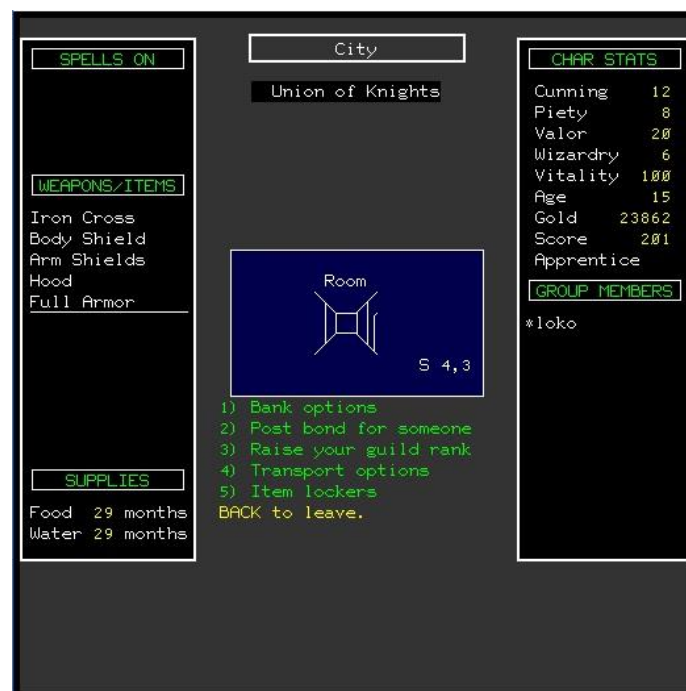 City
Union of Knights
SPELLS ON
WEAPONS/ITEMS
Iron Cross
Body Shield
Arm Shields
Hood
Full Armor
SUPPLIES
Food 29 months
Water 29 months
Room
S 4,3
1) Bank options
2) Post bond for someone
3) Raise your guild rank
4) Transport options
5) Item lockers
BACK to leave.
CHAR STATS
Cunning 12
Piety 8
Valor 20
Wizardry 6
Vitality 100
Age 15
Gold 23862
Score 201
Apprentice
GROUP MEMBERS
*loko